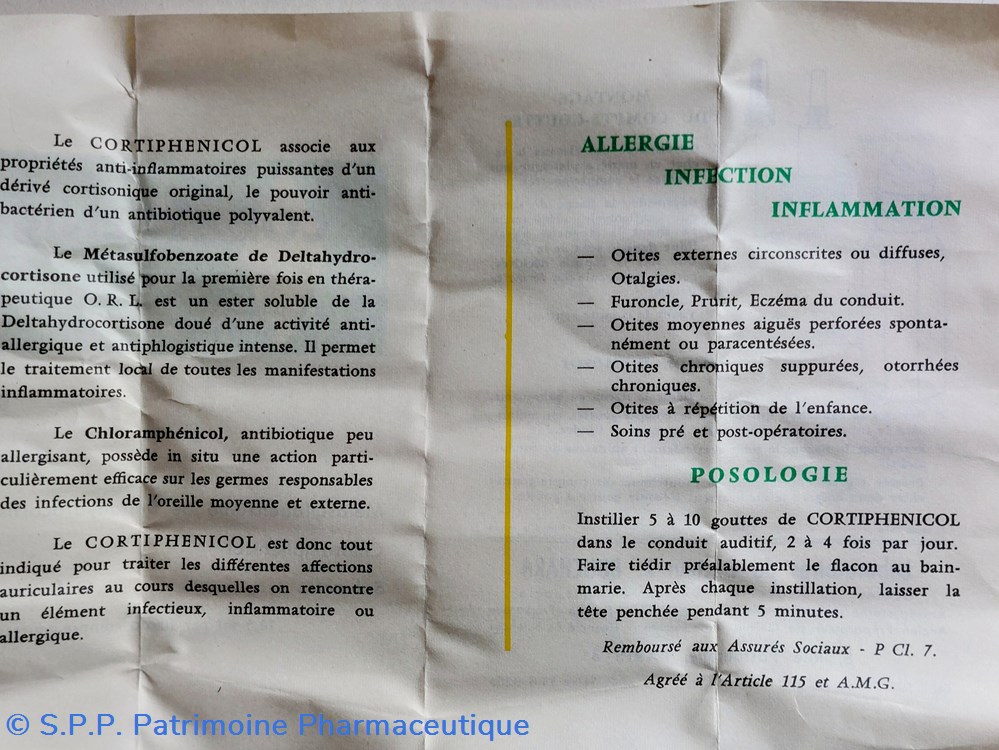 Le CORTIPHENICOL associe aux
propriétés anti-inflammatoires puissantes d'un
dérivé cortisonique original, le pouvoir anti-
bactérien d'un antibiotique polyvalent.
Le Métasulfobenzoate de Deltahydro-
cortisone utilisé pour la première fois en théra-
peutique O. R. L. est un ester soluble de la
Deltahydrocortisone doué d'une activité anti-
allergique et antiphlogistique intense. Il permet
le traitement local de toutes les manifestations
inflammatoires.
Le Chloramphénicol, antibiotique peu
allergisant, possède in situ une action parti-
culièrement efficace sur les germes responsables
des infections de l'oreille moyenne et externe.
Le CORTIPHENICOL est donc tout
indiqué pour traiter les différentes affections
auriculaires au cours desquelles on rencontre
un élément infectieux, inflammatoire ou
allergique.
ALLERGIE
INFECTION
INFLAMMATION
— Otites externes circonscrites ou diffuses,
Otalgies.
— Furoncle, Prurit, Eczéma du conduit.
— Otites moyennes aiguës perforées sponta-
nément ou paracentésées.
— Otites chroniques suppurées, otorrhées
chroniques.
— Otites à répétition de l'enfance.
— Soins pré et post-opératoires.
POSOLOGIE
Instiller 5 à 10 gouttes de CORTIPHENICOL
dans le conduit auditif, 2 à 4 fois par jour.
Faire tiédir préalablement le flacon au bain-
marie. Après chaque instillation, laisser la
tête penchée pendant 5 minutes.
Remboursé aux Assurés Sociaux - P Cl. 7.
Agréé à l'Article 115 et A.M.G.
© S.P.P. Patrimoine Pharmaceutique